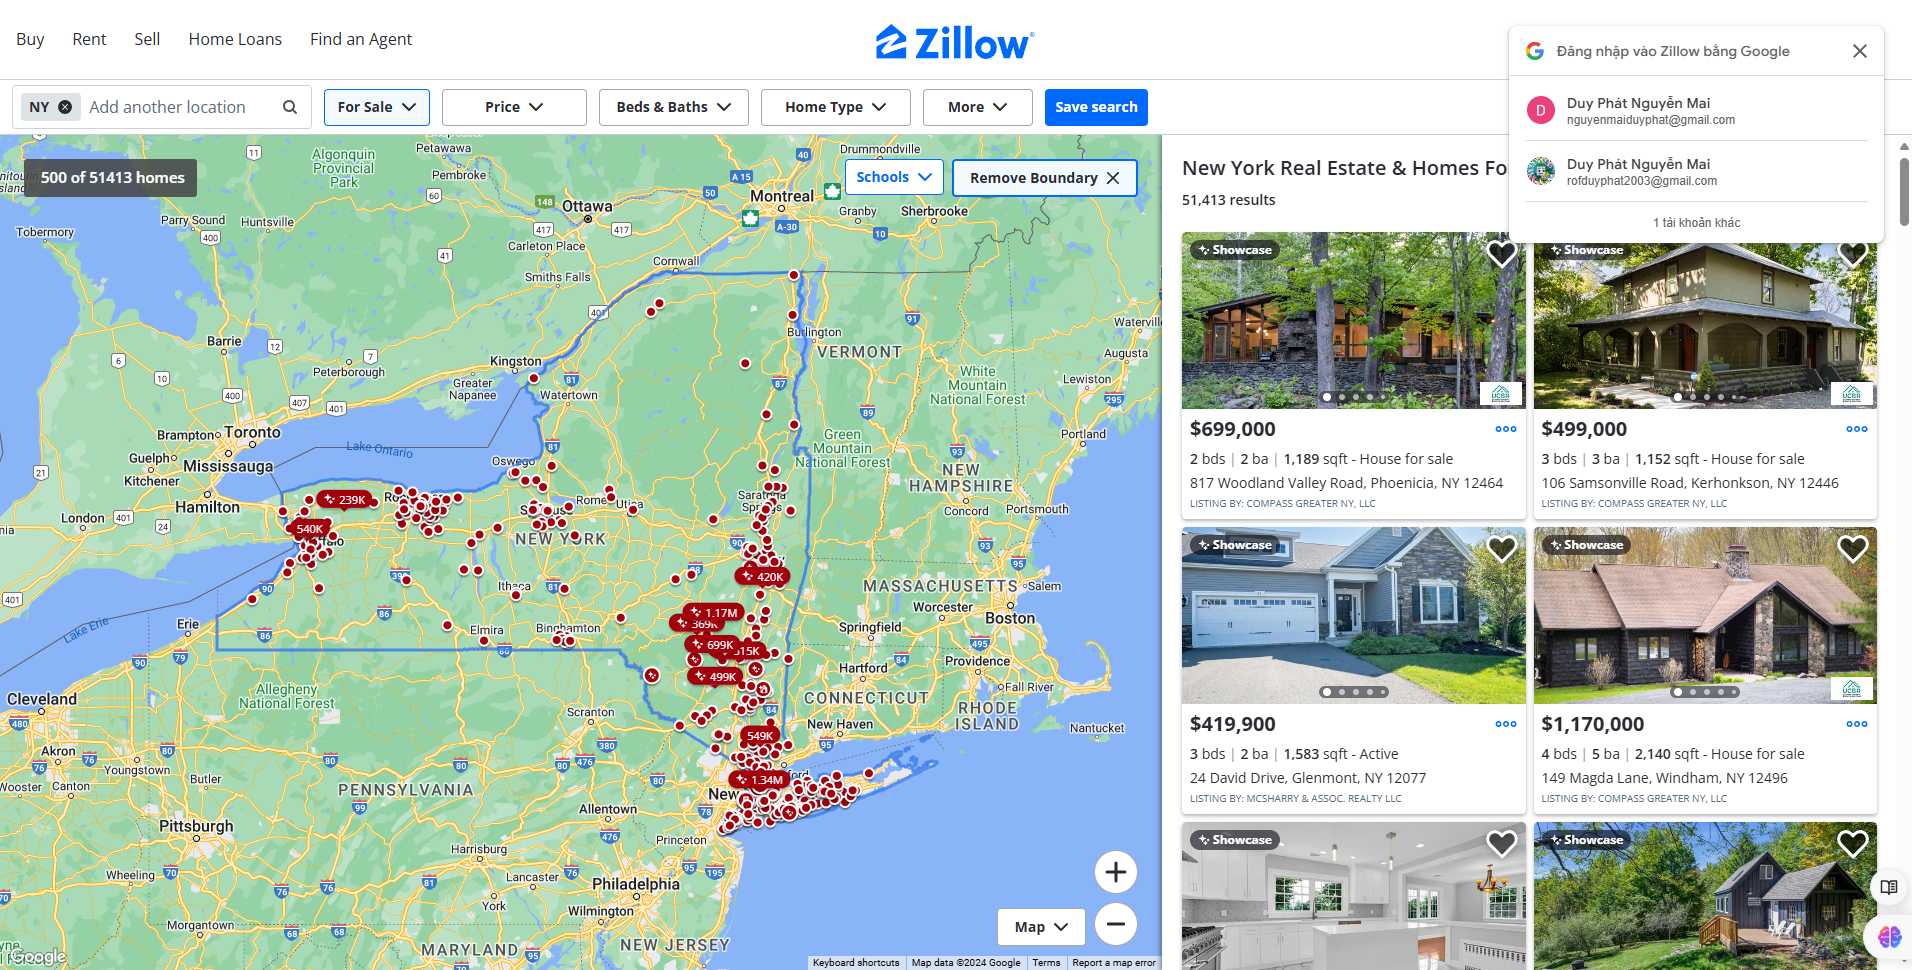 Buy
Rent
Sell
Home Loans
Find an Agent
Zillow
Đăng nhập vào Zillow bằng Google
D
Duy Phát Nguyễn Mai
nguyenmaiduyphat@gmail.com
Duy Phát Nguyễn Mai
rofduyphat2003@gmail.com
1 tài khoản khác
NY
Add another location
For Sale
Price
Beds & Baths
Home Type
More
Save search
500 of 51413 homes
Schools
Remove Boundary
Algonquin
Provincial
Park
Petawawa
Pembroke
Drummondville
Montreal
Granby
Sherbrooke
Ottawa
Carleton Place
Smiths Falls
Cornwall
Parry Sound
Huntsville
Tobermory
Barrie
Peterborough
Kingston
Greater
Napanee
Watertown
Burlington
VERMONT
Waterville
Augusta
Lewiston
White
Mountain
National Forest
Portland
Brampton
Toronto
Guelph
Mississauga
Kitchener
Hamilton
London
Lake Ontario
Oswego
Green
Mountain
National Forest
NEW
HAMPSHIRE
Concord
Portsmouth
Rome
Utica
NEW YORK
239K
540K
420K
1.17M
369K
699K
499K
549K
1.34M
Ithaca
Elmira
Binghamton
MASSACHUSETTS
Salem
Worcester
Boston
Springfield
Hartford
Providence
Fall River
CONNECTICUT
RHODE
ISLAND
New Haven
Nantucket
Lake Erie
Erie
Cleveland
Akron
Canton
Youngstown
Allegheny
National Forest
Scranton
Butler
PENNSYLVANIA
Allentown
Pittsburgh
Princeton
Harrisburg
Lancaster
York
Philadelphia
Wilmington
Wheeling
Morgantown
MARYLAND
NEW JERSEY
Google
Map
Keyboard shortcuts
Map data ©2024 Google
Terms
Report a map error
New York Real Estate & Homes Fo
51,413 results
Showcase
$699,000
2 bds | 2 ba | 1,189 sqft - House for sale
817 Woodland Valley Road, Phoenicia, NY 12464
LISTING BY: COMPASS GREATER NY, LLC
Showcase
UCBR
$499,000
3 bds | 3 ba | 1,152 sqft - House for sale
106 Samsonville Road, Kerhonkson, NY 12446
LISTING BY: COMPASS GREATER NY, LLC
Showcase
$419,900
3 bds | 2 ba | 1,583 sqft - Active
24 David Drive, Glenmont, NY 12077
LISTING BY: MCSHARRY & ASSOC. REALTY LLC
Showcase
UCBR
$1,170,000
4 bds | 5 ba | 2,140 sqft - House for sale
149 Magda Lane, Windham, NY 12496
LISTING BY: COMPASS GREATER NY, LLC
Showcase
Showcase